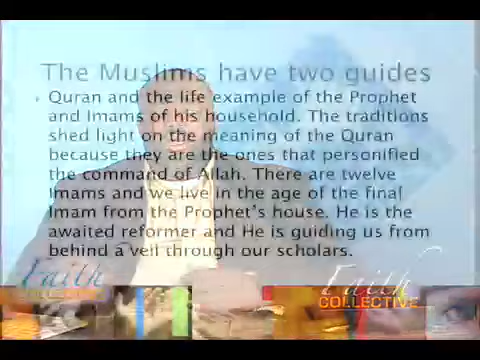 The Muslims have two guides
• Quran and the life example of the Prophet
and Imams of his household. The traditions
shed light on the meaning of the Quran
because they are the ones that personified
the command of Allah. There are twelve
Imams and we live in the age of the final
Imam from the Prophet's house. He is the
awaited reformer and He is guiding us from
behind a veil through our scholars.
Faith Faith
COLLECTIVE COLLECTIVE